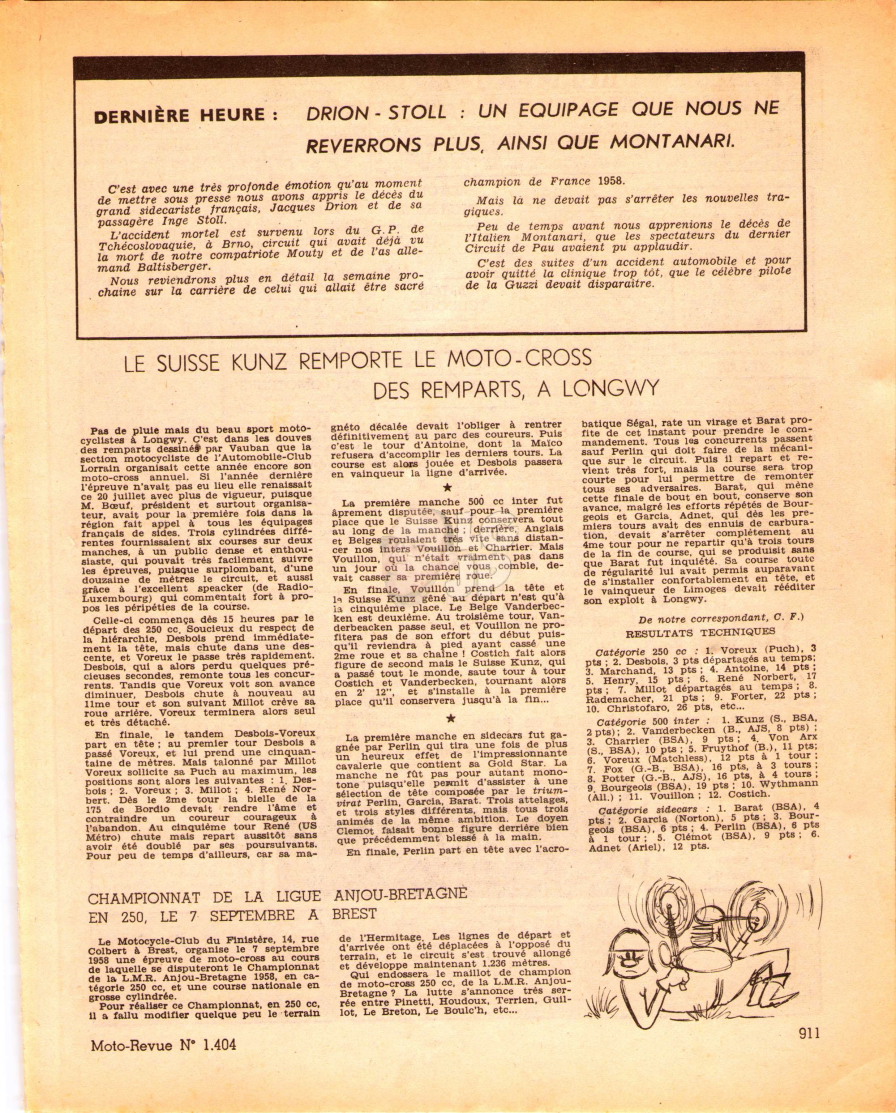 DERNIÈRE HEURE : DRION - STOLL : UN EQUIPAGE QUE NOUS NE
REVERRONS PLUS, AINSI QUE MONTANARI.
C'est avec une très profonde émotion qu'au moment
de mettre sous presse nous avons appris le décès du
grand sidecariste français, Jacques Drion et de sa
passagère Inge Stoll.
L'accident mortel est survenu lors du G. P. de
Tchécoslovaquie, à Brno, circuit qui avait déjà vu
la mort de notre compatriote Mouty et de l'as alle-
mand Baltisberger.
Nous reviendrons plus en détail la semaine pro-
chaine sur la carrière de celui qui allait être sacré
champion de France 1958.
Mais là ne devait pas s'arrêter les nouvelles tra-
giques.
Peu de temps avant nous apprenions le décès de
l'Italien Montanari, que les spectateurs du dernier
Circuit de Pau avaient pu applaudir.
C'est des suites d'un accident automobile et pour
avoir quitté la clinique trop tôt, que le célèbre pilote
de la Guzzi devait disparaitre.
LE SUISSE KUNZ REMPORTE LE MOTO-CROSS
DES REMPARTS, A LONGWY
Pas de pluie mais du beau sport moto-
cyclistes à Longwy. C'est dans les douves
des remparts dessinés par Vauban que la
section motocycliste de l'Automobile-Club
Lorrain organisait cette année encore son
moto-cross annuel. Si l'année dernière
l'épreuve n'avait pas eu lieu elle renaissait
ce 20 juillet avec plus de vigueur, puisque
M. Bœuf, président et surtout organisa-
teur, avait pour la première fois dans la
région fait appel à tous les équipages
français de sides. Trois cylindrées diffé-
rentes fournissaient six courses sur deux
manches, à un public dense et enthou-
siaste, qui pouvait très facilement suivre
les épreuves, puisque surplombant, d'une
douzaine de mètres le circuit, et aussi
grâce à l'excellent speacker (de Radio-
Luxembourg) qui commentait fort à pro-
pos les péripéties de la course.
Celle-ci commença dès 15 heures par le
départ des 250 cc. Soucieux du respect de
la hiérarchie, Desbois prend immédiate-
ment la tête, mais chute dans une des-
cente, et Voreux le passe très rapidement.
Desbois, qui a alors perdu quelques pré-
cieuses secondes, remonte tous les concur-
rents. Tandis que Voreux voit son avance
diminuer, Desbois chute à nouveau au
11me tour et son suivant Millot crève sa
roue arrière. Voreux terminera alors seul
et très détaché.
En finale, le tandem Desbois-Voreux
part en tête ; au premier tour Desbois a
passé Voreux, et lui prend une cinquan-
taine de mètres. Mais talonné par Millot
Voreux sollicite sa Puch au maximum, les
positions sont alors les suivantes : 1. Des-
bois ; 2. Voreux ; 3. Millot ; 4. René Nor-
bert. Dès le 2me tour la bielle de la
175 de Bordio devait rendre l'âme et
contraindre un coureur courageux à
l'abandon. Au cinquième tour René (US
Métro) chute mais repart aussitôt sans
avoir été doublé par ses poursuivants.
Pour peu de temps d'ailleurs, car sa ma-
gnéto décalée devait l'obliger à rentrer
définitivement au parc des coureurs. Puis
c'est le tour d'Antoine, dont la Maïco
refusera d'accomplir les derniers tours. La
course est alors jouée et Desbois passera
en vainqueur la ligne d'arrivée.
★
La première manche 500 cc inter fut
âprement disputée, sauf pour la première
place que le Suisse Kunz conservera tout
au long de la manche ; derrière, Anglais
et Belges roulaient très vite sans distan-
cer nos inters Vouillon et Charrier. Mais
Vouillon, qui n'était vraiment pas dans
un jour où la chance vous comble, de-
vait casser sa première roue.
En finale, Vouillon prend la tête et
le Suisse Kunz gêné au départ n'est qu'à
la cinquième place. Le Belge Vanderbec-
ken est deuxième. Au troisième tour, Van-
derbeacken passe seul, et Vouillon ne pro-
fitera pas de son effort du début puis-
qu'il reviendra à pied ayant cassé une
2me roue et sa chaîne ! Costich fait alors
figure de second mais le Suisse Kunz, qui
a passé tout le monde, saute tour à tour
Costich et Vanderbecken, tournant alors
en 2' 12", et s'installe à la première
place qu'il conservera jusqu'à la fin...
★
La première manche en sidecars fut ga-
gnée par Perlin qui tira une fois de plus
un heureux effet de l'impressionnante
cavalerie que contient sa Gold Star. La
manche ne fût pas pour autant mono-
tone puisqu'elle permit d'assister à une
sélection de tête composée par le trium-
virat Perlin, Garcia, Barat. Trois attelages,
et trois styles différents, mais tous trois
animés de la même ambition. Le doyen
Clemot faisait bonne figure derrière bien
que précédemment blessé à la main.
En finale, Perlin part en tête avec l'acro-
batique Ségal, rate un virage et Barat pro-
fite de cet instant pour prendre le com-
mandement. Tous les concurrents passent
sauf Perlin qui doit faire de la mécani-
que sur le circuit. Puis il repart et re-
vient très fort, mais la course sera trop
courte pour lui permettre de remonter
tous ses adversaires. Barat, qui mène
cette finale de bout en bout, conserve son
avance, malgré les efforts répétés de Bour-
geois et Garcia, Adnet, qui dès les pre-
miers tours avait des ennuis de carbura-
tion, devait s'arrêter complètement au
4me tour pour ne repartir qu'à trois tours
de la fin de course, qui se produisit sans
que Barat fut inquiété. Sa course toute
de régularité lui avait permis auparavant
de s'installer confortablement en tête, et
le vainqueur de Limoges devait rééditer
son exploit à Longwy.
De notre correspondant, C. F.)
RESULTATS TECHNIQUES
Catégorie 250 cc : 1. Voreux (Puch), 3
pts ; 2. Desbois, 3 pts départagés au temps;
3. Marchand, 13 pts ; 4. Antoine, 14 pts ;
5. Henry, 15 pts ; 6. René Norbert, 17
pts ; 7. Millot départagés au temps ; 8.
Rademacher, 21 pts ; 9. Forter, 22 pts ;
10. Christofaro, 26 pts, etc...
Catégorie 500 inter : 1. Kunz (S., BSA,
2 pts) ; 2. Vanderbecken (B., AJS, 8 pts) ;
3. Charrier (BSA), 9 pts ; 4. Von Arx
(S., BSA), 10 pts ; 5. Fruythof (B.), 11 pts;
6. Voreux (Matchless), 12 pts à 1 tour ;
7. Fox (G.-B., BSA), 16 pts, à 3 tours ;
8. Potter (G.-B., AJS), 16 pts, à 4 tours ;
9. Bourgeois (BSA), 19 pts ; 10. Wythmann
(All.) ; 11. Vouillon ; 12. Costich.
Catégorie sidecars : 1. Barat (BSA), 4
pts ; 2. Garcia (Norton), 5 pts ; 3. Bour-
geois (BSA), 6 pts ; 4. Perlin (BSA), 6 pts
à 1 tour ; 5. Clémot (BSA), 9 pts ; 6.
Adnet (Ariel), 12 pts.
CHAMPIONNAT DE LA LIGUE ANJOU-BRETAGNE
EN 250, LE 7 SEPTEMBRE A BREST
Le Motocycle-Club du Finistère, 14, rue
Colbert à Brest, organise le 7 septembre
1958 une épreuve de moto-cross au cours
de laquelle se disputeront le Championnat
de la L.M.R. Anjou-Bretagne 1958, en ca-
tégorie 250 cc, et une course nationale en
grosse cylindrée.
Pour réaliser ce Championnat, en 250 cc,
il a fallu modifier quelque peu le terrain
de l'Hermitage. Les lignes de départ et
d'arrivée ont été déplacées à l'opposé du
terrain, et le circuit s'est trouvé allongé
et développe maintenant 1.236 mètres.
Qui endossera le maillot de champion
de moto-cross 250 cc, de la L.M.R. Anjou-
Bretagne ? La lutte s'annonce très ser-
rée entre Pinetti, Houdoux, Terrien, Guil-
lot, Le Breton, Le Boulc'h, etc...
Moto-Revue N° 1.404
911